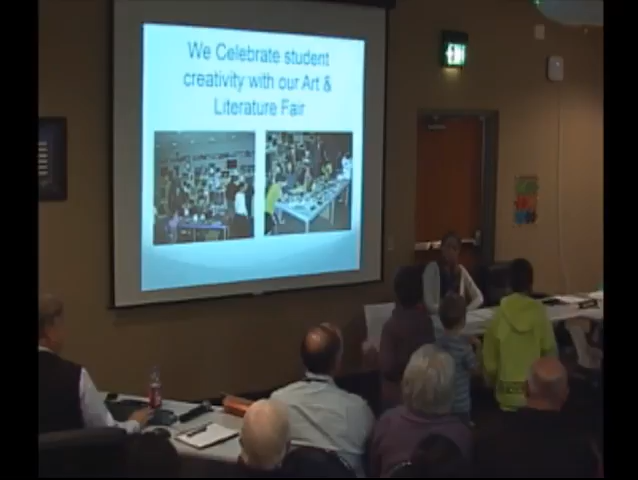 We Celebrate student
creativity with our Art &
Literature Fair